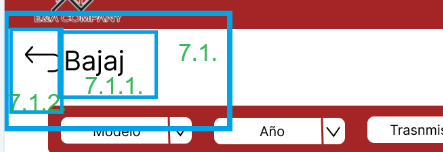 E&A COMPANY
Bajaj
7.1.
7.1.1.
7.1.2
Modelo
Año
Trasnmis